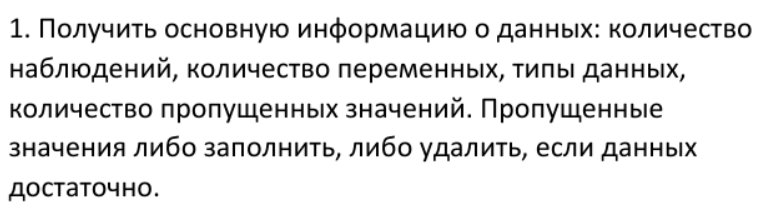 1. Получить основную информацию о данных: количество
наблюдений, количество переменных, типы данных,
количество пропущенных значений. Пропущенные
значения либо заполнить, либо удалить, если данных
достаточно.